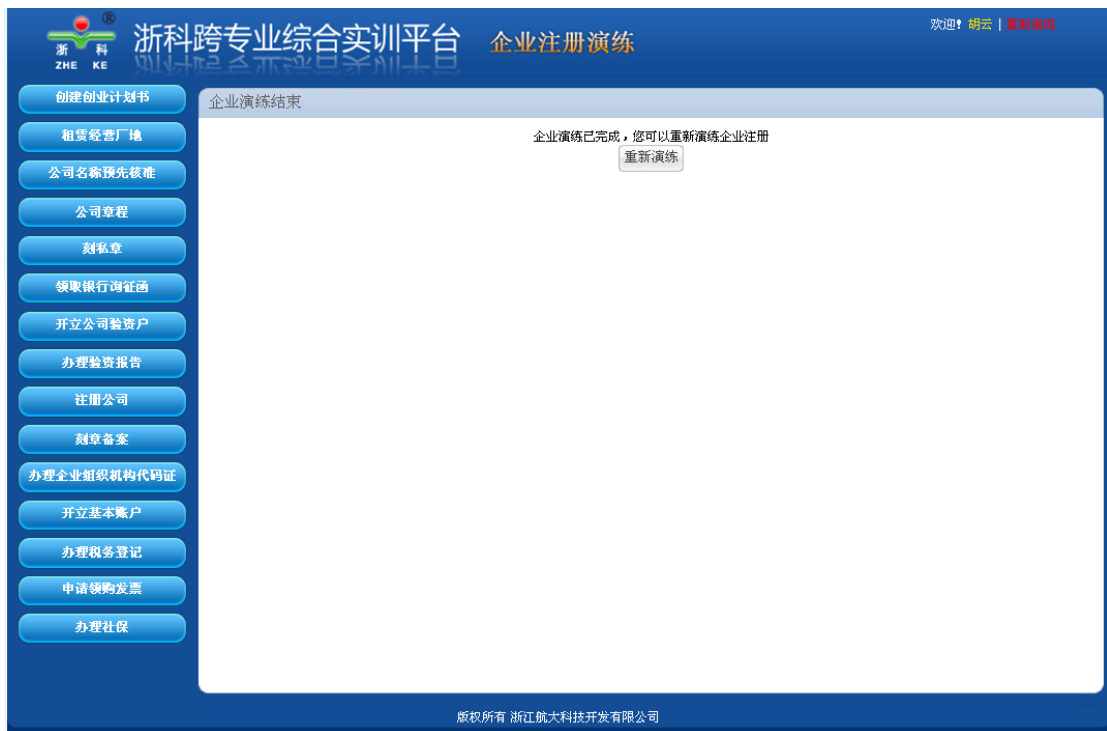 浙 科
ZHE KE
®
浙科跨专业综合实训平台
企业注册演练
欢迎! 胡云 | 重新演练
创建创业计划书
租赁经营厂地
公司名称预先核准
公司章程
刻私章
领取银行询征函
开立公司验资户
办理验资报告
注册公司
刻章备案
办理企业组织机构代码证
开立基本账户
办理税务登记
申请领购发票
办理社保
企业演练结束
企业演练已完成，您可以重新演练企业注册
重新演练
版权所有 浙江航大科技开发有限公司